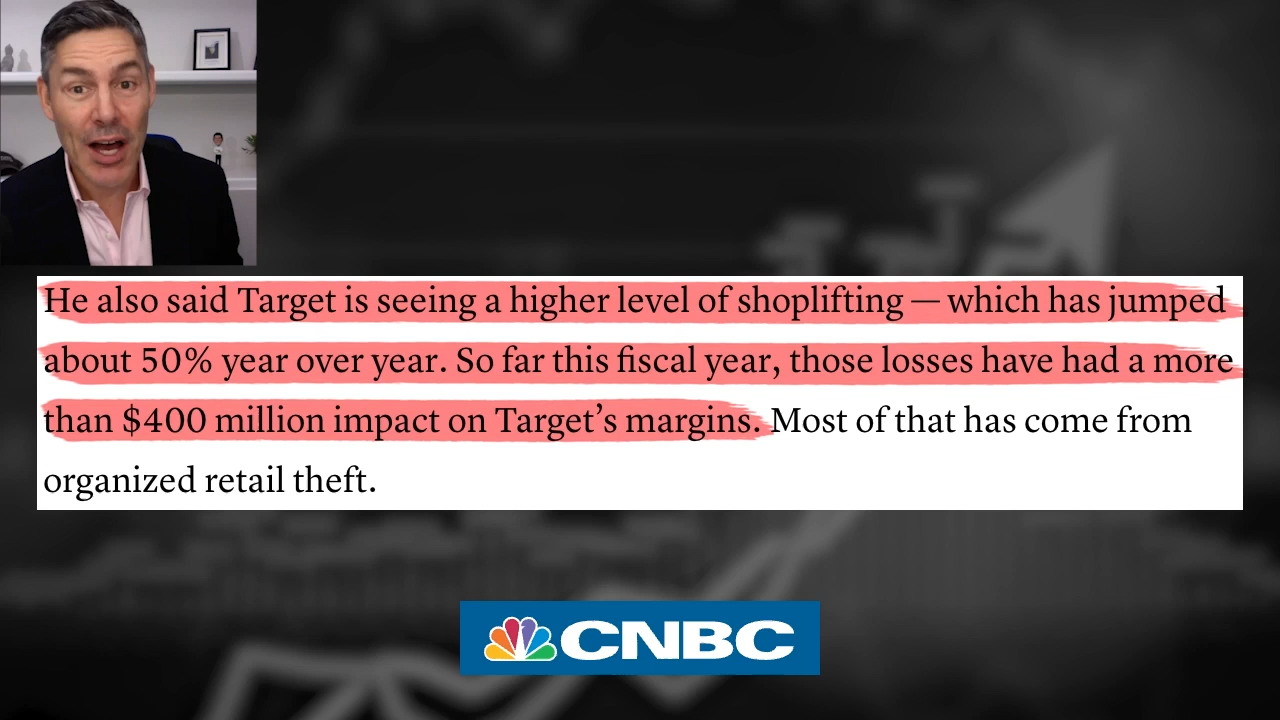 He also said Target is seeing a higher level of shoplifting — which has jumped
about 50% year over year. So far this fiscal year, those losses have had a more
than $400 million impact on Target’s margins. Most of that has come from
organized retail theft.
CNBC